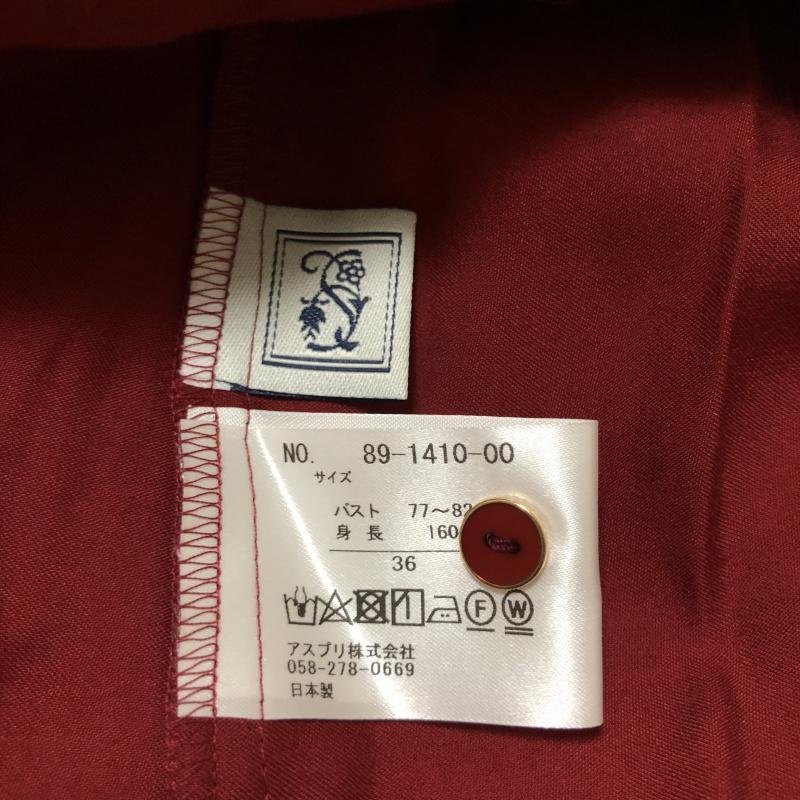 NO. 89-1410-00
サイズ
バスト 77～82
身長 160
36
F W
アスプリ株式会社
058-278-0669
日本製